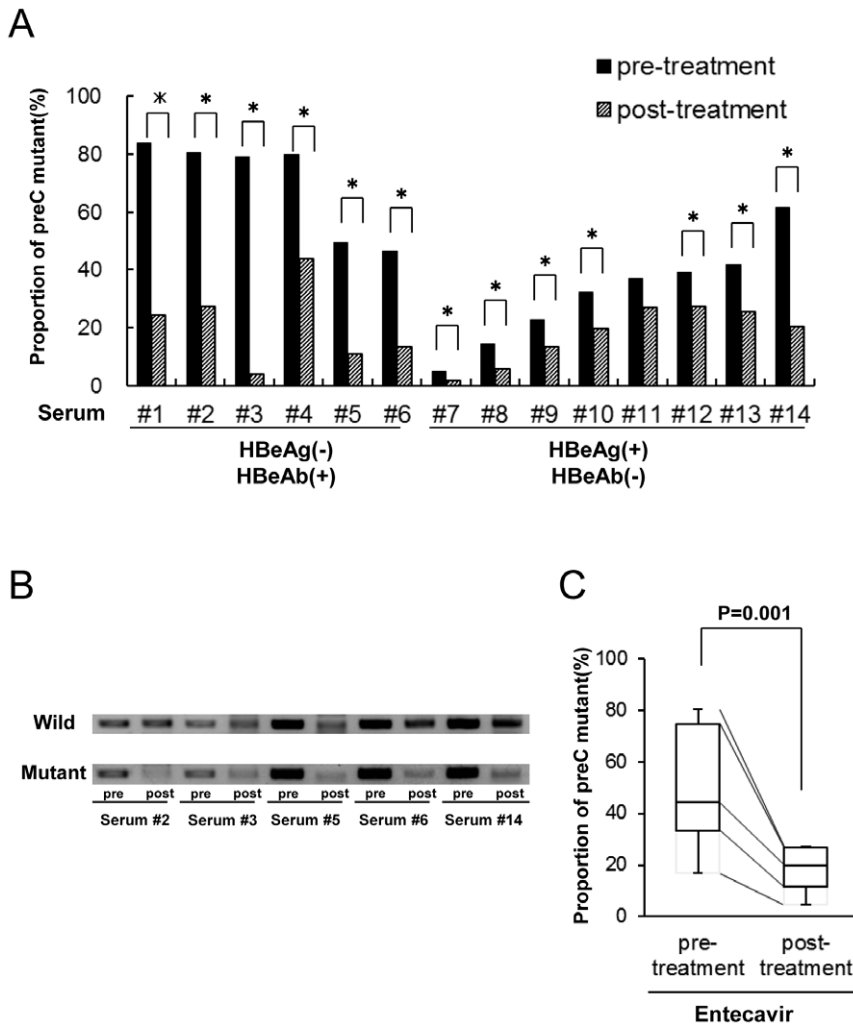 A
pre-treatment
post-treatment
Proportion of preC mutant(%)
100
80
60
40
20
0
* * * * * * * * * * * * *
Serum #1 #2 #3 #4 #5 #6 #7 #8 #9 #10 #11 #12 #13 #14
HBeAg(-) HBeAg(+)
HBeAb(+) HBeAb(-)
B
Wild
Mutant
pre post pre post pre post pre post pre post
Serum #2 Serum #3 Serum #5 Serum #6 Serum #14
C
P=0.001
Proportion of preC mutant(%)
100
80
60
40
20
0
pre- post-
treatment treatment
Entecavir